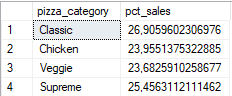 pizza_category pct_sales
1 Classic 26,9059602306976
2 Chicken 23,9551375322885
3 Veggie 23,6825910258677
4 Supreme 25,4563112111462